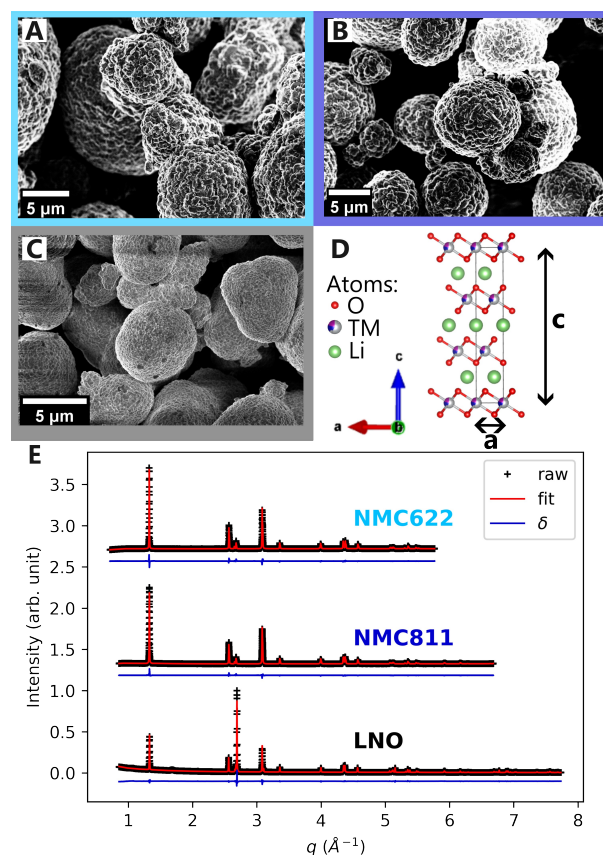 A
5 µm
B
5 µm
C
5 µm
D
Atoms:
O
TM
Li
c
a
b
c
a
E
raw
fit
δ
NMC622
NMC811
LNO
3.5
3.0
2.5
2.0
1.5
1.0
0.5
0.0
Intensity (arb. unit)
1 2 3 4 5 6 7 8
q (Å⁻¹)